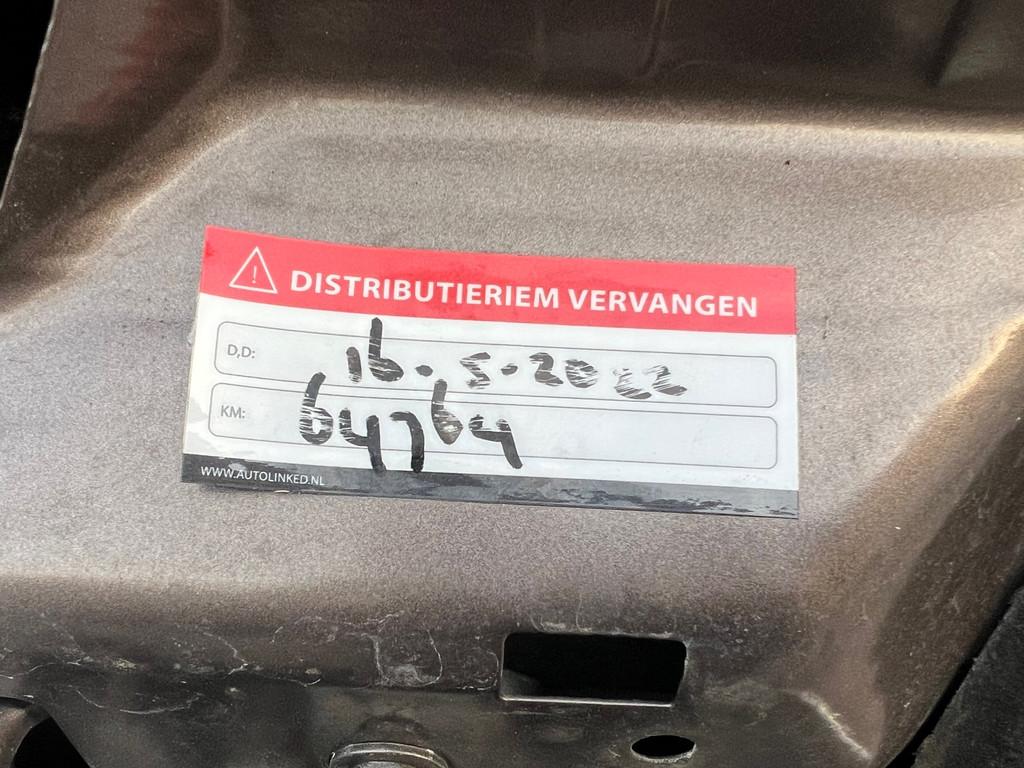 DISTRIBUTIERIEM VERVANGEN
D,D: 16.5.2022
KM: 64764
WWW.AUTOLINKED.NL